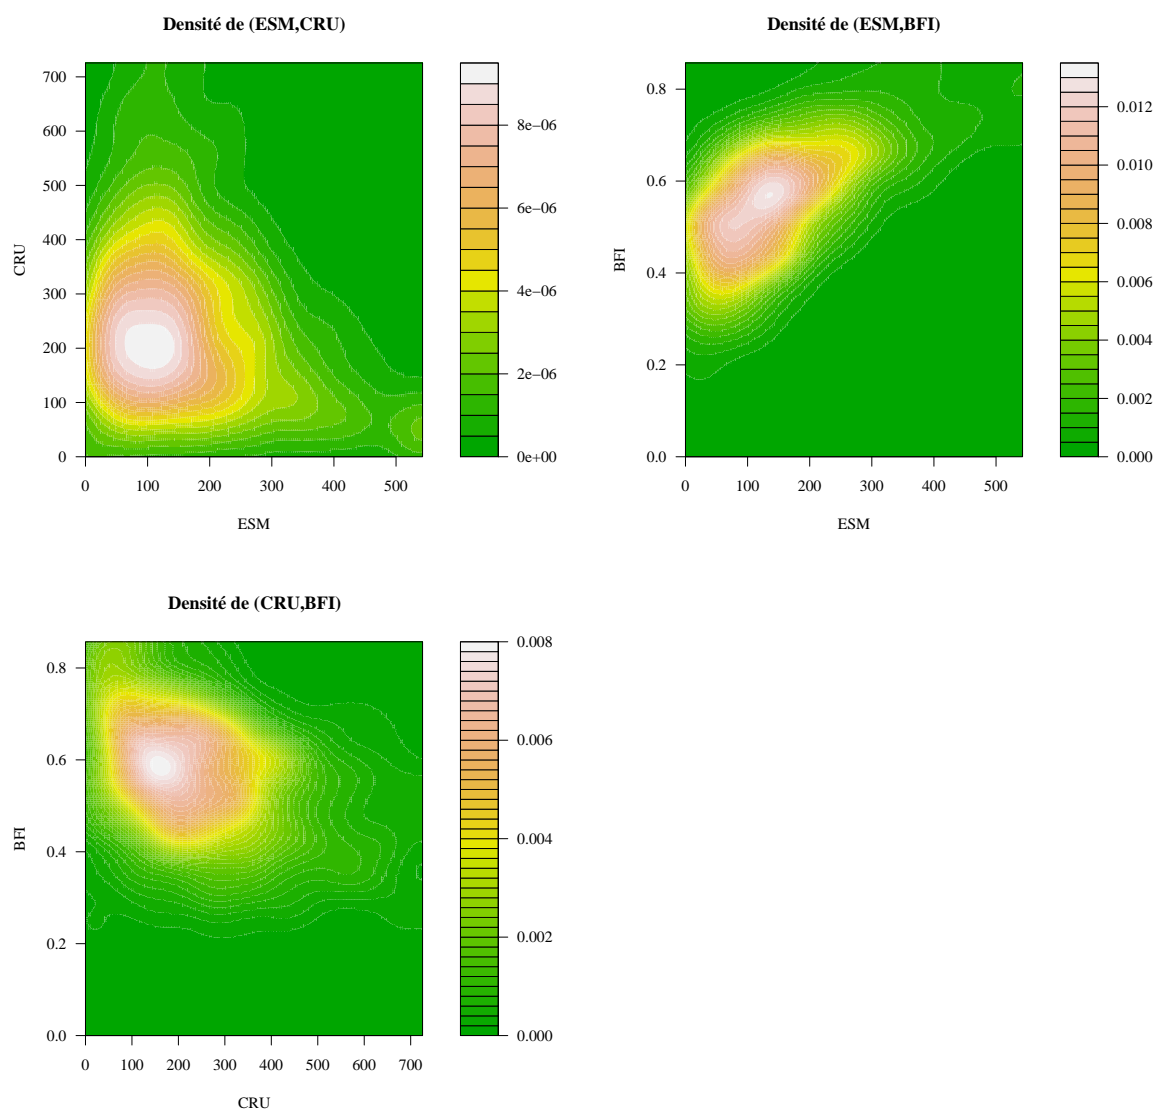 Densité de (ESM,CRU)
700
600
500
400
300
200
100
0
CRU
0 100 200 300 400 500
ESM
8e−06
6e−06
4e−06
2e−06
0e+00
Densité de (ESM,BFI)
0.8
0.6
0.4
0.2
0.0
BFI
0 100 200 300 400 500
ESM
0.012
0.010
0.008
0.006
0.004
0.002
0.000
Densité de (CRU,BFI)
0.8
0.6
0.4
0.2
0.0
BFI
0 100 200 300 400 500 600 700
CRU
0.008
0.006
0.004
0.002
0.000